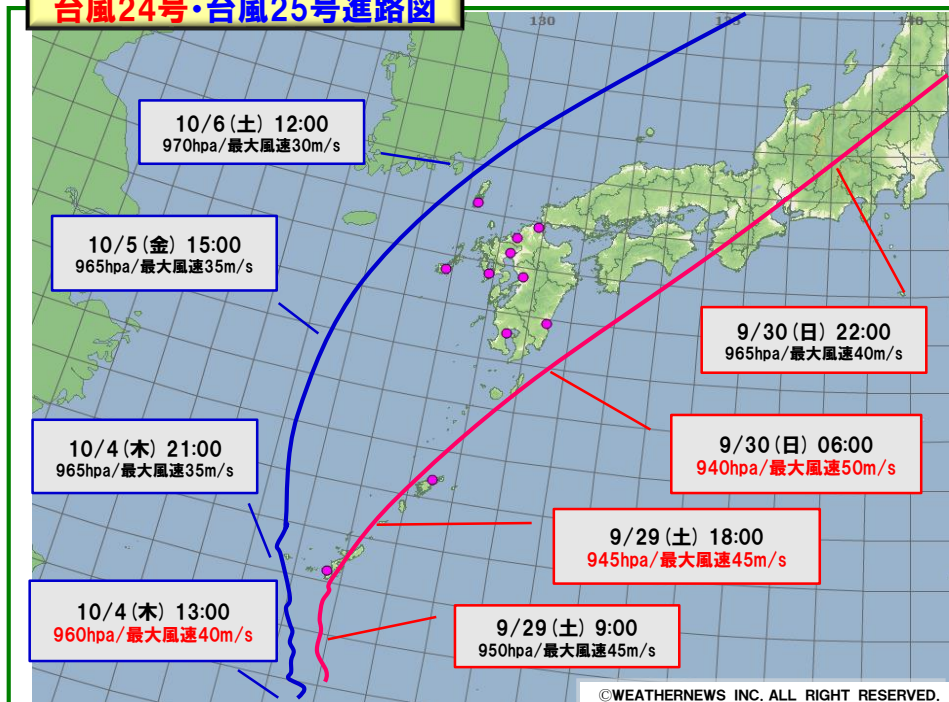 台風24号・台風25号進路図
130
135
140
10/6(土) 12:00
970hpa/最大風速30m/s
10/5(金) 15:00
965hpa/最大風速35m/s
9/30(日) 22:00
965hpa/最大風速40m/s
10/4(木) 21:00
965hpa/最大風速35m/s
9/30(日) 06:00
940hpa/最大風速50m/s
9/29(土) 18:00
945hpa/最大風速45m/s
10/4(木) 13:00
960hpa/最大風速40m/s
9/29(土) 9:00
950hpa/最大風速45m/s
©WEATHERNEWS INC. ALL RIGHT RESERVED.